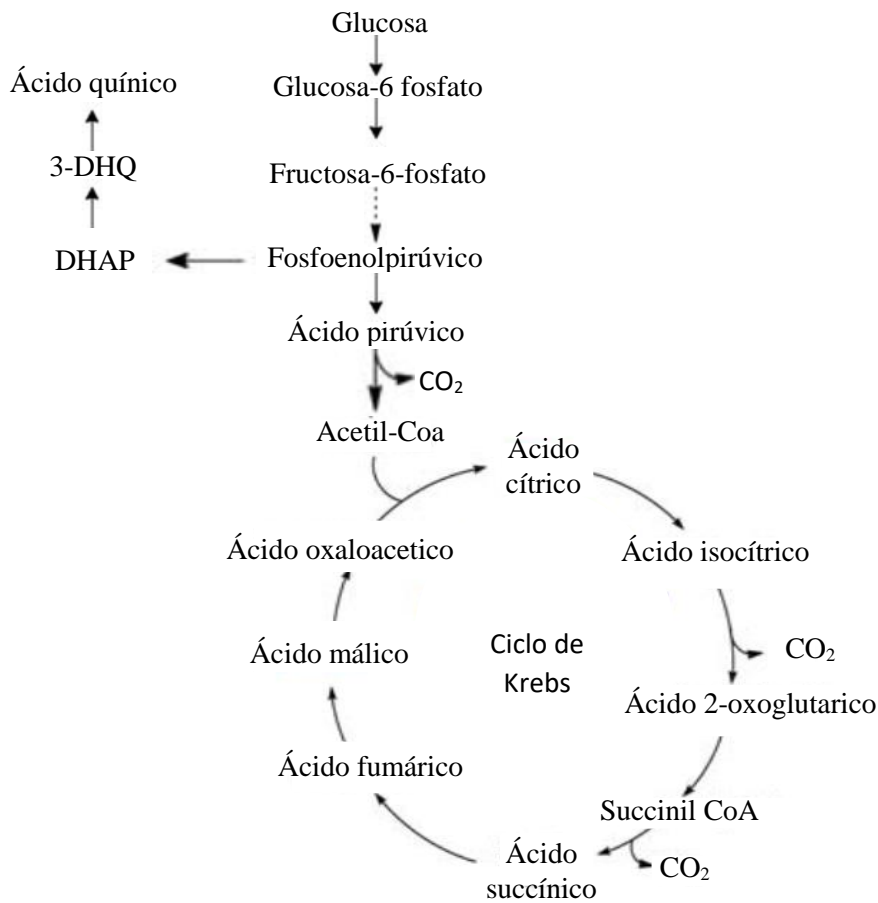 Glucosa
Ácido quínico
Glucosa-6 fosfato
3-DHQ
Fructosa-6-fosfato
DHAP
Fosfoenolpirúvico
Ácido pirúvico
CO₂
Acetil-Coa
Ácido
cítrico
Ácido oxaloacetico
Ácido isocítrico
Ácido málico
Ciclo de
Krebs
CO₂
Ácido 2-oxoglutarico
Ácido fumárico
Succinil CoA
Ácido
succínico
CO₂